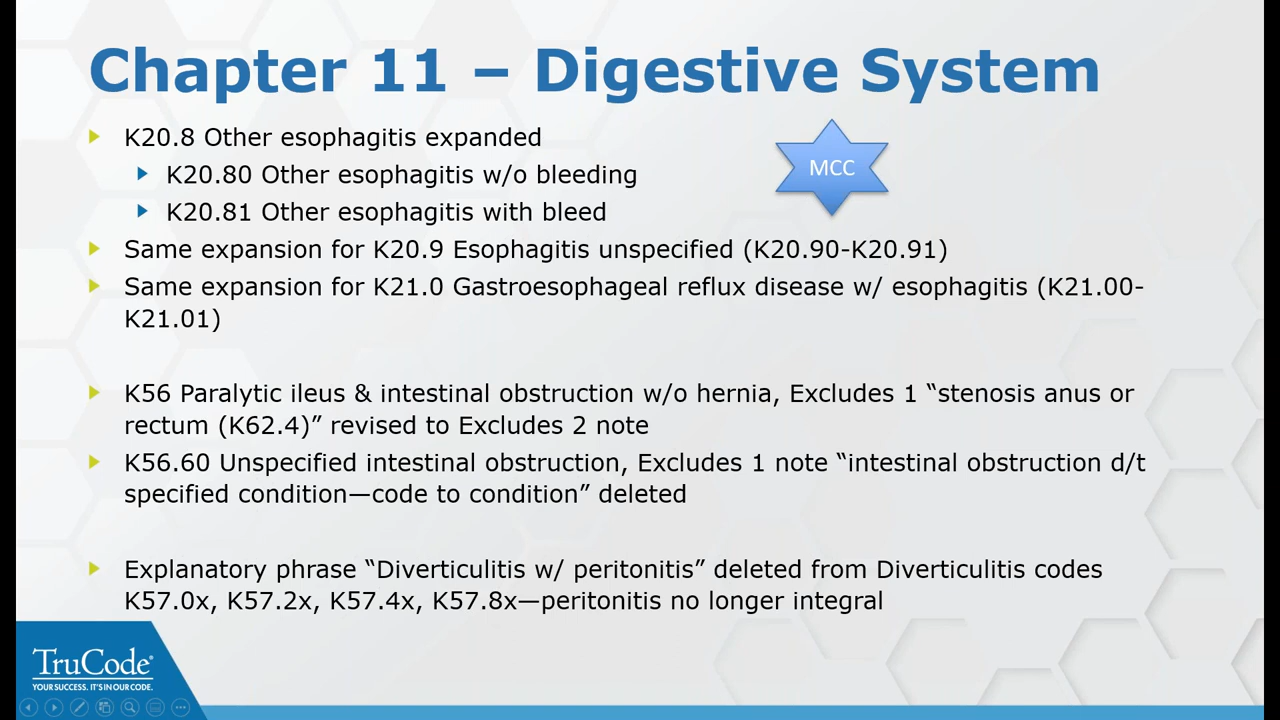 Chapter 11 – Digestive System
K20.8 Other esophagitis expanded
MCC
K20.80 Other esophagitis w/o bleeding
K20.81 Other esophagitis with bleed
Same expansion for K20.9 Esophagitis unspecified (K20.90-K20.91)
Same expansion for K21.0 Gastroesophageal reflux disease w/ esophagitis (K21.00-
K21.01)
K56 Paralytic ileus & intestinal obstruction w/o hernia, Excludes 1 “stenosis anus or
rectum (K62.4)” revised to Excludes 2 note
K56.60 Unspecified intestinal obstruction, Excludes 1 note “intestinal obstruction d/t
specified condition—code to condition” deleted
Explanatory phrase “Diverticulitis w/ peritonitis” deleted from Diverticulitis codes
K57.0x, K57.2x, K57.4x, K57.8x—peritonitis no longer integral
TruCode®
YOUR SUCCESS. IT'S IN OUR CODE.